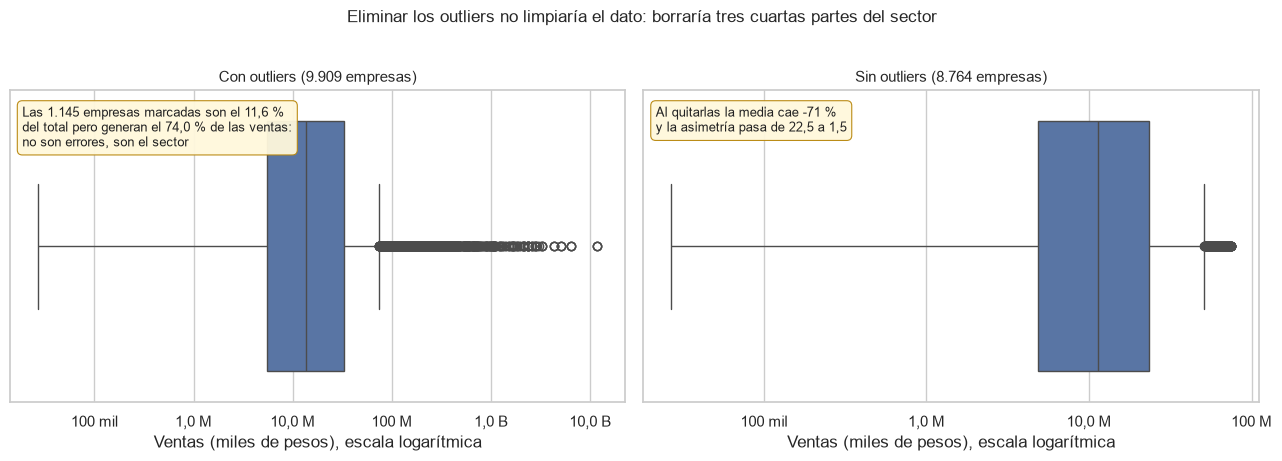 Eliminar los outliers no limpiaría el dato: borraría tres cuartas partes del sector
Con outliers (9.909 empresas)
Las 1.145 empresas marcadas son el 11,6 %
del total pero generan el 74,0 % de las ventas:
no son errores, son el sector
100 mil
1,0 M
10,0 M
100 M
1,0 B
10,0 B
Ventas (miles de pesos), escala logarítmica
Sin outliers (8.764 empresas)
Al quitarlas la media cae -71 %
y la asimetría pasa de 22,5 a 1,5
100 mil
1,0 M
10,0 M
100 M
Ventas (miles de pesos), escala logarítmica